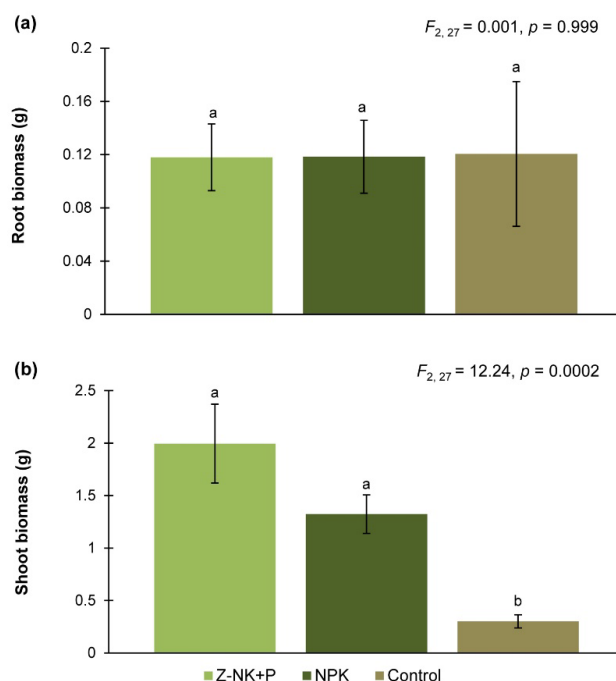 (a)
F2, 27 = 0.001, p = 0.999
Root biomass (g)
0.2
0.16
0.12
0.08
0.04
0
a
a
a
(b)
F2, 27 = 12.24, p = 0.0002
Shoot biomass (g)
2.5
2
1.5
1
0.5
0
a
a
b
Z-NK+P NPK Control